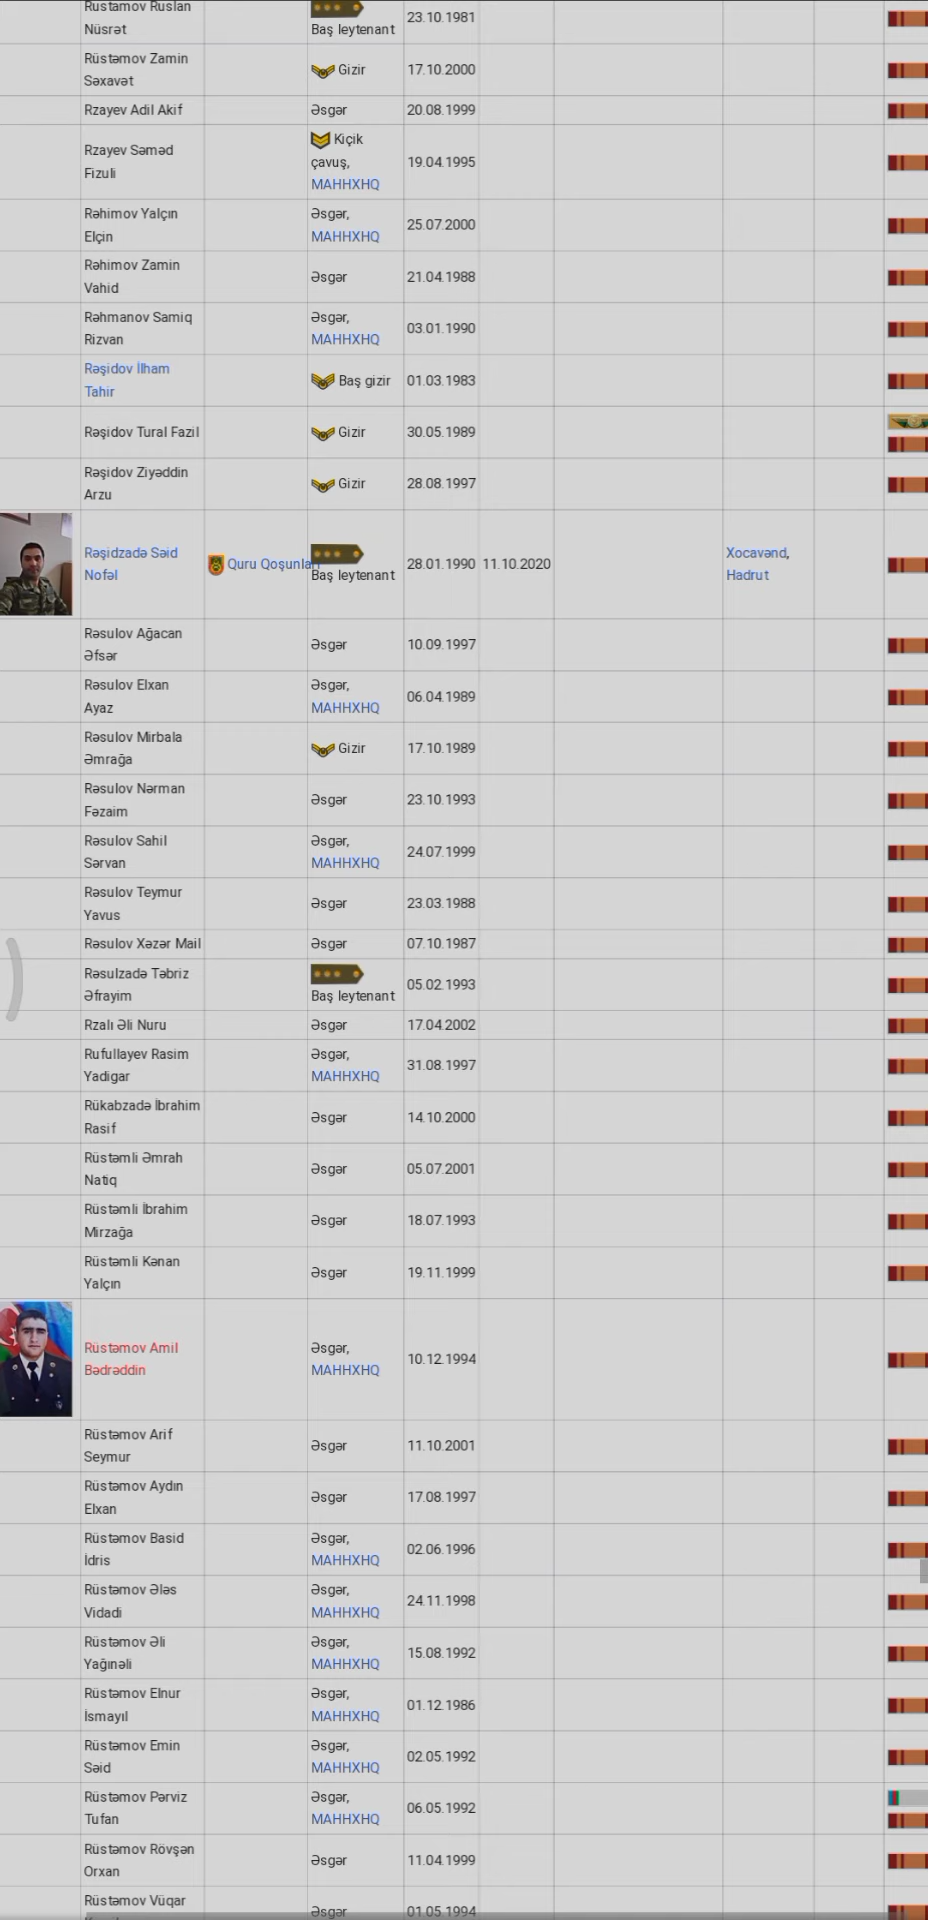 Rüstəmov Ruslan
Nüsrət
Baş leytenant
23.10.1981
Rüstəmov Zamin
Səxavət
Gizir
17.10.2000
Rzayev Adil Akif
Əsgər
20.08.1999
Rzayev Səməd
Fizuli
Kiçik
çavuş,
MAHHXHQ
19.04.1995
Rəhimov Yalçın
Elçin
Əsgər,
MAHHXHQ
25.07.2000
Rəhimov Zamin
Vahid
Əsgər
21.04.1988
Rəhmanov Samiq
Rizvan
Əsgər,
MAHHXHQ
03.01.1990
Rəşidov İlham
Tahir
Baş gizir
01.03.1983
Rəşidov Tural Fazil
Gizir
30.05.1989
Rəşidov Ziyəddin
Arzu
Gizir
28.08.1997
Rəşidzadə Səid
Nofəl
Quru Qoşunları
Baş leytenant
28.01.1990
11.10.2020
Xocavənd,
Hadrut
Rəsulov Ağacan
Əfsər
Əsgər
10.09.1997
Rəsulov Elxan
Ayaz
Əsgər,
MAHHXHQ
06.04.1989
Rəsulov Mirbala
Əmrağa
Gizir
17.10.1989
Rəsulov Nərman
Fəzaim
Əsgər
23.10.1993
Rəsulov Sahil
Sərvan
Əsgər,
MAHHXHQ
24.07.1999
Rəsulov Teymur
Yavus
Əsgər
23.03.1988
Rəsulov Xəzər Mail
Əsgər
07.10.1987
Rəsulzadə Təbriz
Əfrayim
Baş leytenant
05.02.1993
Rzalı Əli Nuru
Əsgər
17.04.2002
Rufullayev Rasim
Yadigar
Əsgər,
MAHHXHQ
31.08.1997
Rükabzadə İbrahim
Rasif
Əsgər
14.10.2000
Rüstəmli Əmrah
Natiq
Əsgər
05.07.2001
Rüstəmli İbrahim
Mirzağa
Əsgər
18.07.1993
Rüstəmli Kənan
Yalçın
Əsgər
19.11.1999
Rüstəmov Amil
Bədrəddin
Əsgər,
MAHHXHQ
10.12.1994
Rüstəmov Arif
Seymur
Əsgər
11.10.2001
Rüstəmov Aydın
Elxan
Əsgər
17.08.1997
Rüstəmov Basid
İdris
Əsgər,
MAHHXHQ
02.06.1996
Rüstəmov Ələs
Vidadi
Əsgər,
MAHHXHQ
24.11.1998
Rüstəmov Əli
Yağınəli
Əsgər,
MAHHXHQ
15.08.1992
Rüstəmov Elnur
İsmayıl
Əsgər,
MAHHXHQ
01.12.1986
Rüstəmov Emin
Səid
Əsgər,
MAHHXHQ
02.05.1992
Rüstəmov Pərviz
Tufan
Əsgər,
MAHHXHQ
06.05.1992
Rüstəmov Rövşən
Orxan
Əsgər
11.04.1999
Rüstəmov Vüqar
Əsgər
01.05.1994